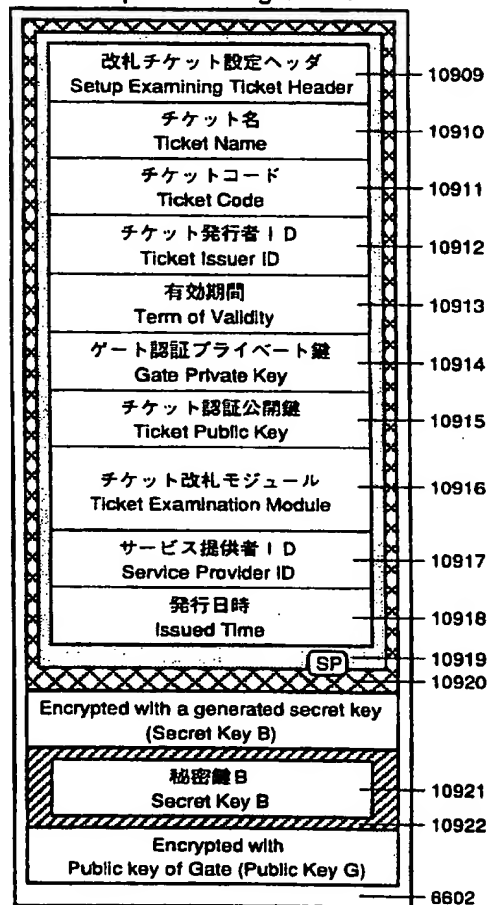 改札チケット設定ヘッダ
Setup Examining Ticket Header
10909
チケット名
Ticket Name
10910
チケットコード
Ticket Code
10911
チケット発行者ID
Ticket Issuer ID
10912
有効期間
Term of Validity
10913
ゲート認証プライベート鍵
Gate Private Key
10914
チケット認証公開鍵
Ticket Public Key
10915
チケット改札モジュール
Ticket Examination Module
10916
サービス提供者ID
Service Provider ID
10917
発行日時
Issued Time
10918
SP
10919
10920
Encrypted with a generated secret key
(Secret Key B)
秘密鍵B
Secret Key B
10921
10922
Encrypted with
Public key of Gate (Public Key G)
6602